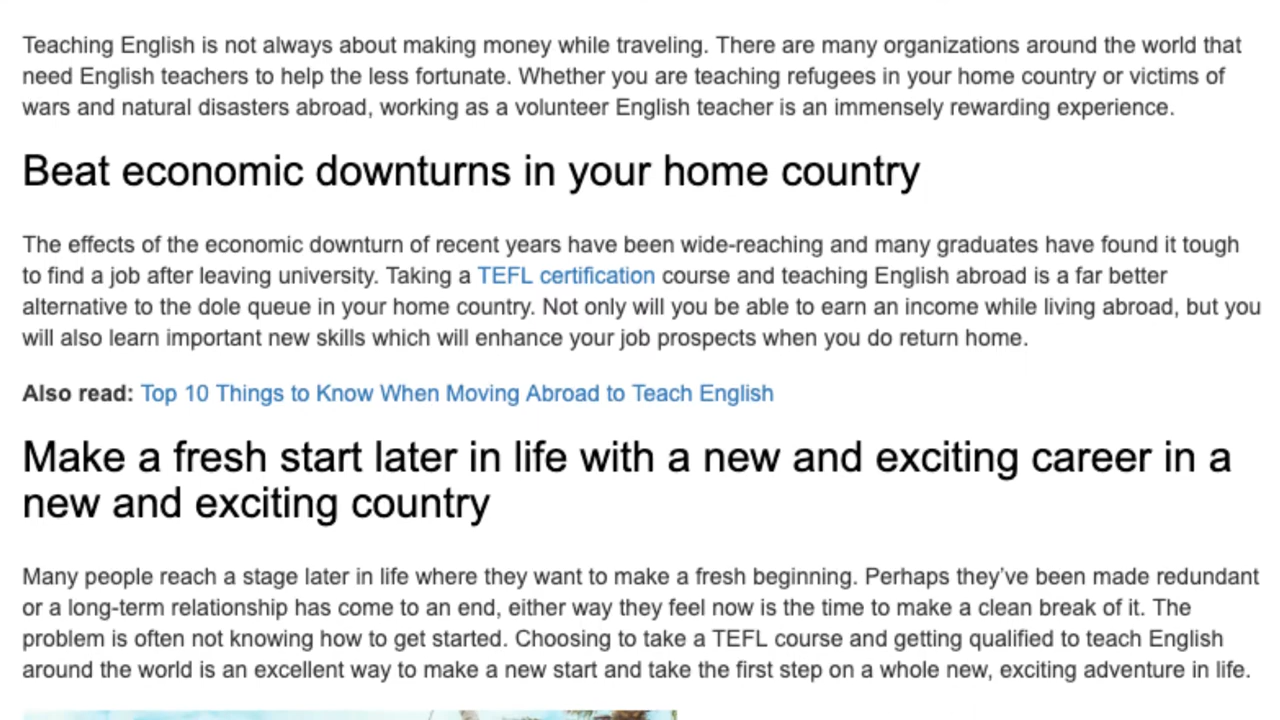 Teaching English is not always about making money while traveling. There are many organizations around the world that
need English teachers to help the less fortunate. Whether you are teaching refugees in your home country or victims of
wars and natural disasters abroad, working as a volunteer English teacher is an immensely rewarding experience.
Beat economic downturns in your home country
The effects of the economic downturn of recent years have been wide-reaching and many graduates have found it tough
to find a job after leaving university. Taking a TEFL certification course and teaching English abroad is a far better
alternative to the dole queue in your home country. Not only will you be able to earn an income while living abroad, but you
will also learn important new skills which will enhance your job prospects when you do return home.
Also read: Top 10 Things to Know When Moving Abroad to Teach English
Make a fresh start later in life with a new and exciting career in a
new and exciting country
Many people reach a stage later in life where they want to make a fresh beginning. Perhaps they’ve been made redundant
or a long-term relationship has come to an end, either way they feel now is the time to make a clean break of it. The
problem is often not knowing how to get started. Choosing to take a TEFL course and getting qualified to teach English
around the world is an excellent way to make a new start and take the first step on a whole new, exciting adventure in life.